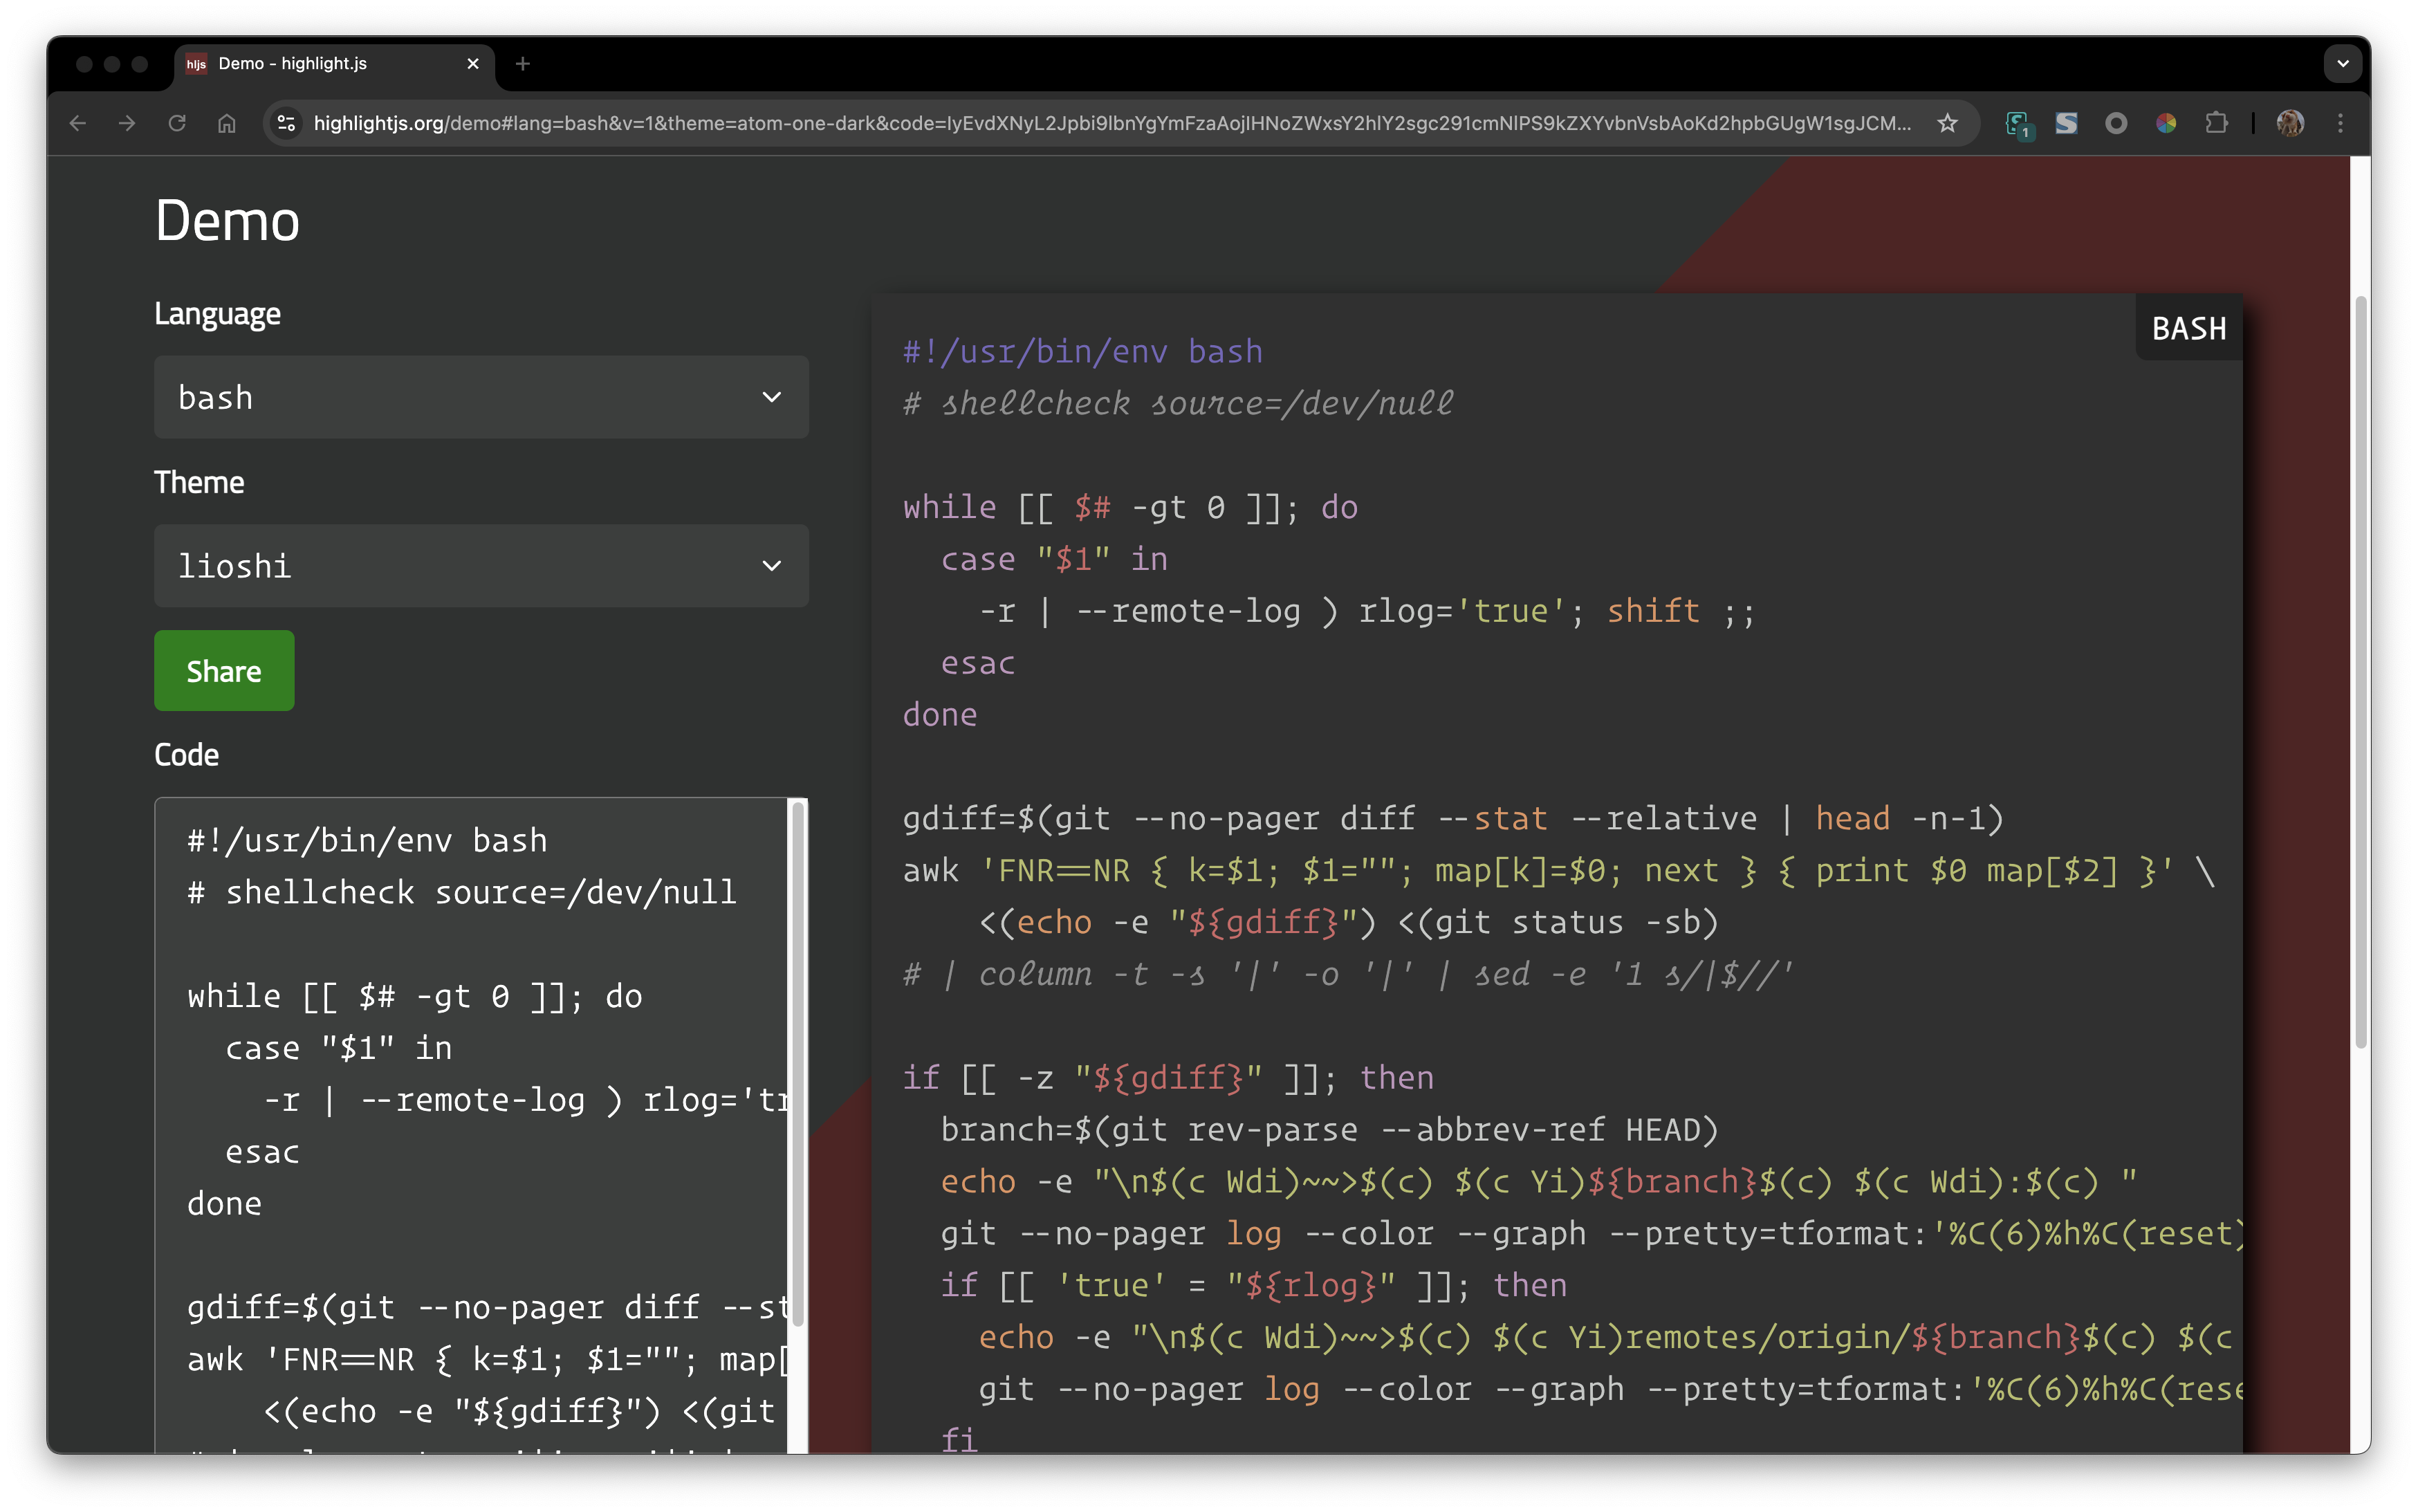 hljs Demo - highlight.js
highlightjs.org/demo#lang=bash&v=1&theme=atom-one-dark&code=IyEvdXNyL2Jpbi9lbnYgYmFzaAojIHNoZWxsY2hlY2sgc291cmNlPS9kZXYvbnVsbAoKd2hpbGUgW1sgJCM...
1
Demo
Language
bash
Theme
lioshi
Share
Code
#!/usr/bin/env bash
# shellcheck source=/dev/null
while [[ $# -gt 0 ]]; do
  case "$1" in
    -r | --remote-log ) rlog='tr
  esac
done
gdiff=$(git --no-pager diff --st
awk 'FNR==NR { k=$1; $1=""; map[
    <(echo -e "${gdiff}") <(git
BASH
#!/usr/bin/env bash
# shellcheck source=/dev/null
while [[ $# -gt 0 ]]; do
  case "$1" in
    -r | --remote-log ) rlog='true'; shift ;;
  esac
done
gdiff=$(git --no-pager diff --stat --relative | head -n-1)
awk 'FNR==NR { k=$1; $1=""; map[k]=$0; next } { print $0 map[$2] }' \
    <(echo -e "${gdiff}") <(git status -sb)
# | column -t -s '|' -o '|' | sed -e '1 s/|$//'
if [[ -z "${gdiff}" ]]; then
  branch=$(git rev-parse --abbrev-ref HEAD)
  echo -e "\n$(c Wdi)~~>$(c) $(c Yi)${branch}$(c) $(c Wdi):$(c) "
  git --no-pager log --color --graph --pretty=tformat:'%C(6)%h%C(reset)
  if [[ 'true' = "${rlog}" ]]; then
    echo -e "\n$(c Wdi)~~>$(c) $(c Yi)remotes/origin/${branch}$(c) $(c
    git --no-pager log --color --graph --pretty=tformat:'%C(6)%h%C(rese
  fi